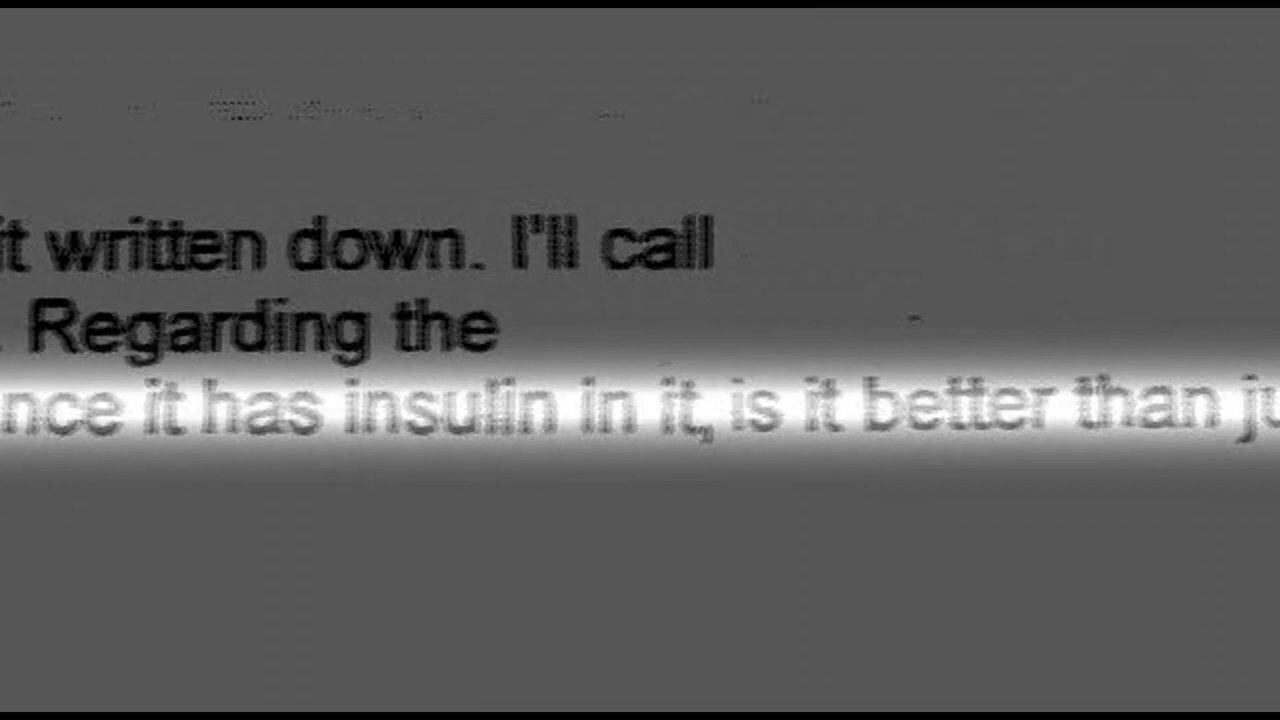 it written down. I'll call
. Regarding the
nce it has insulin in it, is it better than ju